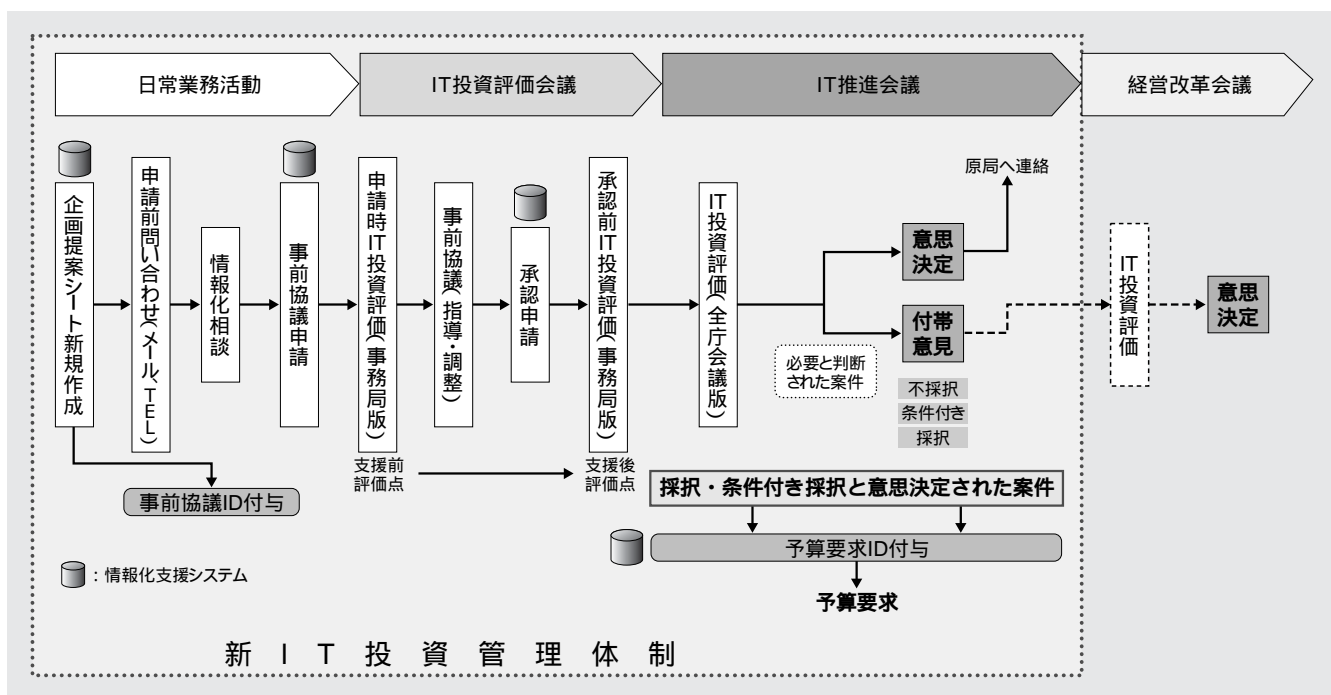 日常業務活動
IT投資評価会議
IT推進会議
経営改革会議
企画提案シート新規作成
申請前問い合わせ(メール、TEL)
情報化相談
事前協議申請
申請時IT投資評価(事務局版)
事前協議(指導・調整)
承認申請
承認前IT投資評価(事務局版)
IT投資評価(全庁会議版)
原局へ連絡
意思
決定
付帯
意見
必要と判断
された案件
不採択
条件付き
採択
IT投資評価
意思
決定
支援前
評価点
支援後
評価点
事前協議ID付与
採択・条件付き採択と意思決定された案件
予算要求ID付与
予算要求
:情報化支援システム
新IT投資管理体制